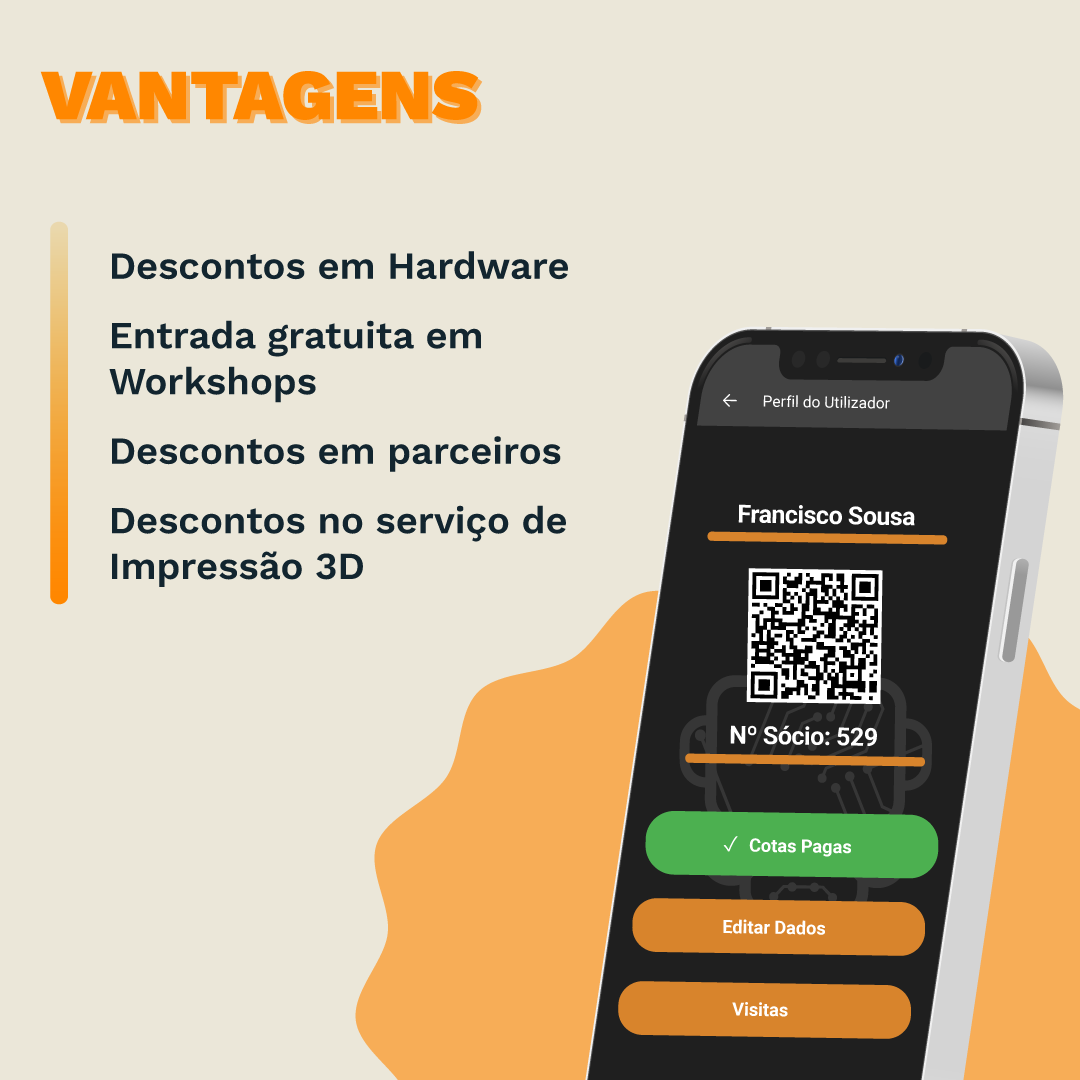 VANTAGENS
Descontos em Hardware
Entrada gratuita em
Workshops
Descontos em parceiros
Descontos no serviço de
Impressão 3D
Perfil do Utilizador
Francisco Sousa
Nº Sócio: 529
✓ Cotas Pagas
Editar Dados
Visitas